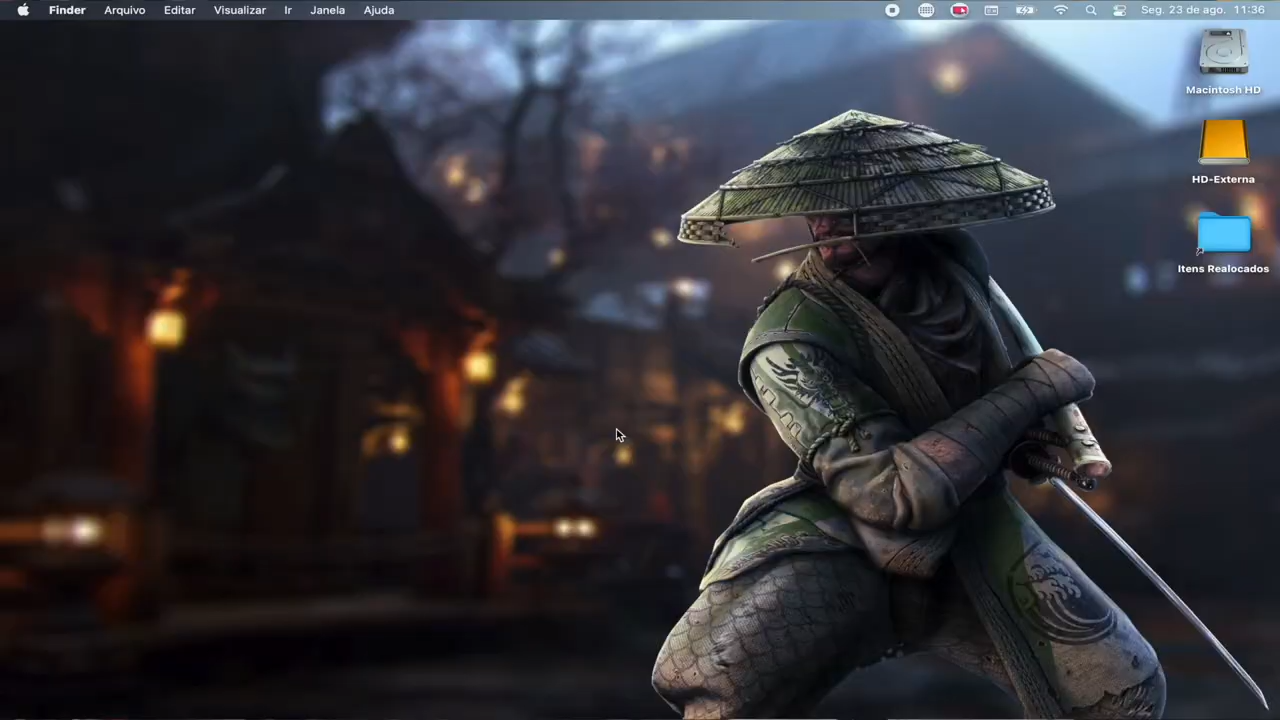 Finder Arquivo Editar Visualizar Ir Janela Ajuda Seg. 23 de ago. 11:36
Macintosh HD
HD-Externa
Itens Realocados